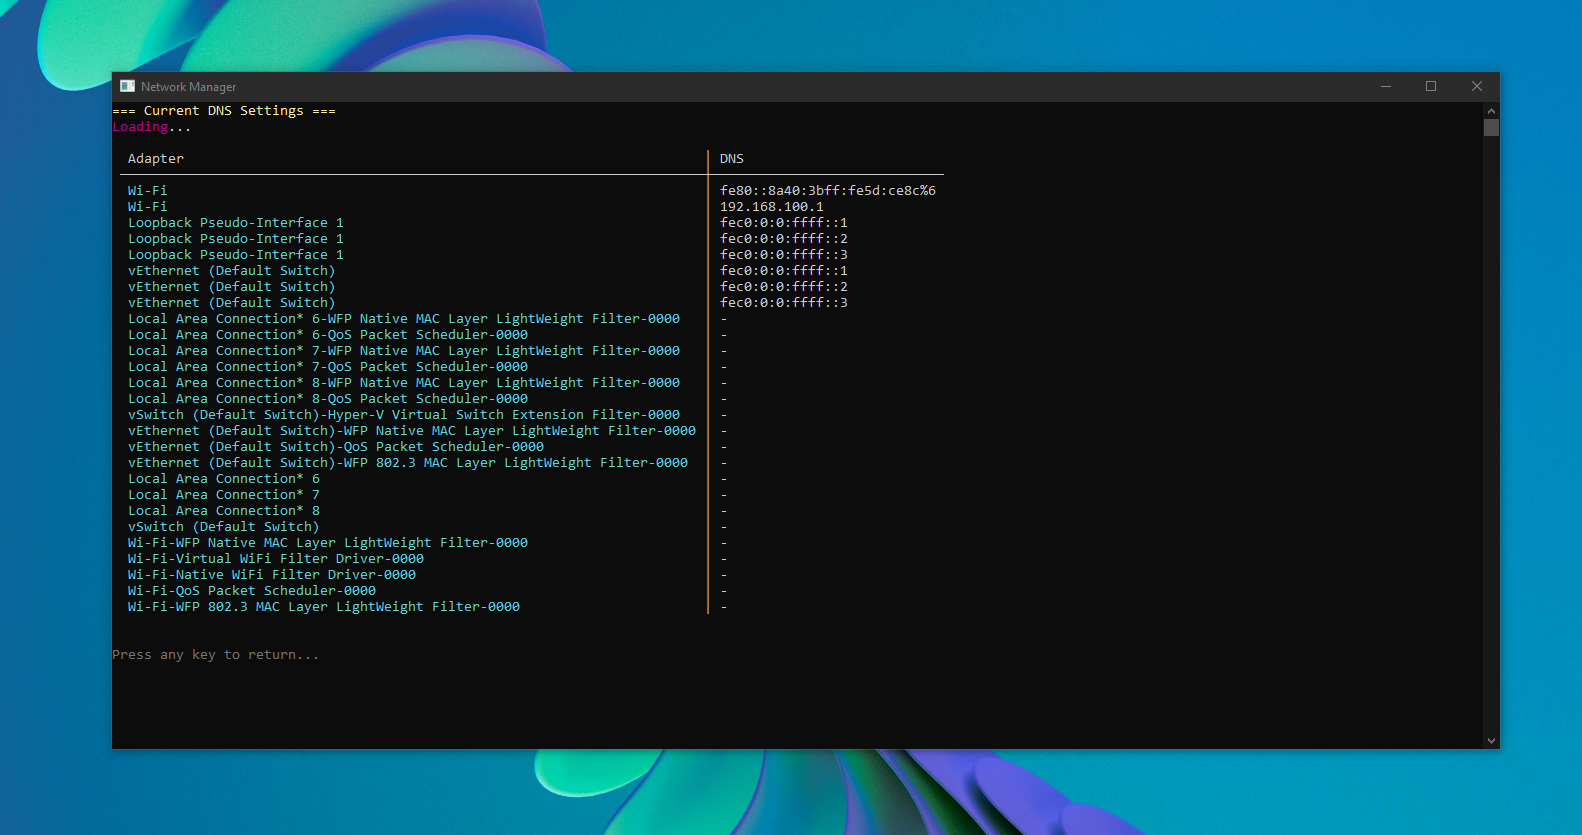 Network Manager
=== Current DNS Settings ===
Loading...
Adapter DNS
Wi-Fi fe80::8a40:3bff:fe5d:ce8c%6
Wi-Fi 192.168.100.1
Loopback Pseudo-Interface 1 fec0:0:0:ffff::1
Loopback Pseudo-Interface 1 fec0:0:0:ffff::2
Loopback Pseudo-Interface 1 fec0:0:0:ffff::3
vEthernet (Default Switch) fec0:0:0:ffff::1
vEthernet (Default Switch) fec0:0:0:ffff::2
vEthernet (Default Switch) fec0:0:0:ffff::3
Local Area Connection* 6-WFP Native MAC Layer LightWeight Filter-0000 -
Local Area Connection* 6-QoS Packet Scheduler-0000 -
Local Area Connection* 7-WFP Native MAC Layer LightWeight Filter-0000 -
Local Area Connection* 7-QoS Packet Scheduler-0000 -
Local Area Connection* 8-WFP Native MAC Layer LightWeight Filter-0000 -
Local Area Connection* 8-QoS Packet Scheduler-0000 -
vSwitch (Default Switch)-Hyper-V Virtual Switch Extension Filter-0000 -
vEthernet (Default Switch)-WFP Native MAC Layer LightWeight Filter-0000 -
vEthernet (Default Switch)-QoS Packet Scheduler-0000 -
vEthernet (Default Switch)-WFP 802.3 MAC Layer LightWeight Filter-0000 -
Local Area Connection* 6 -
Local Area Connection* 7 -
Local Area Connection* 8 -
vSwitch (Default Switch) -
Wi-Fi-WFP Native MAC Layer LightWeight Filter-0000 -
Wi-Fi-Virtual WiFi Filter Driver-0000 -
Wi-Fi-Native WiFi Filter Driver-0000 -
Wi-Fi-QoS Packet Scheduler-0000 -
Wi-Fi-WFP 802.3 MAC Layer LightWeight Filter-0000 -
Press any key to return...